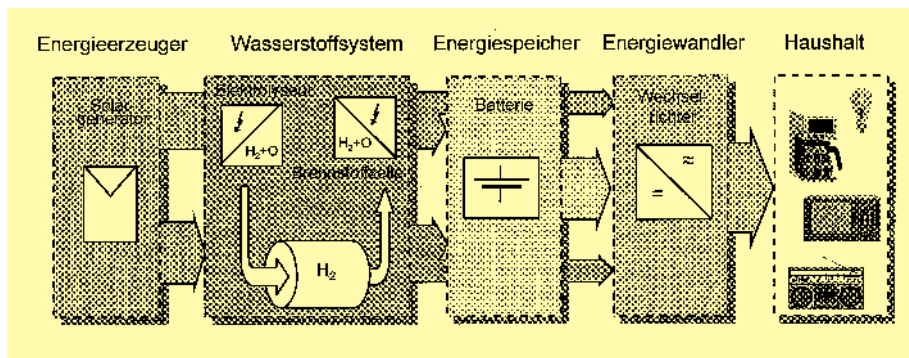 Energieerzeuger
Wasserstoffsystem
Energiespeicher
Energiewandler
Haushalt
Solar-
generator
Elektrolyseur
H₂+O
H₂+O
Brennstoffzelle
H₂
Batterie
Wechsel
richter
≈
=